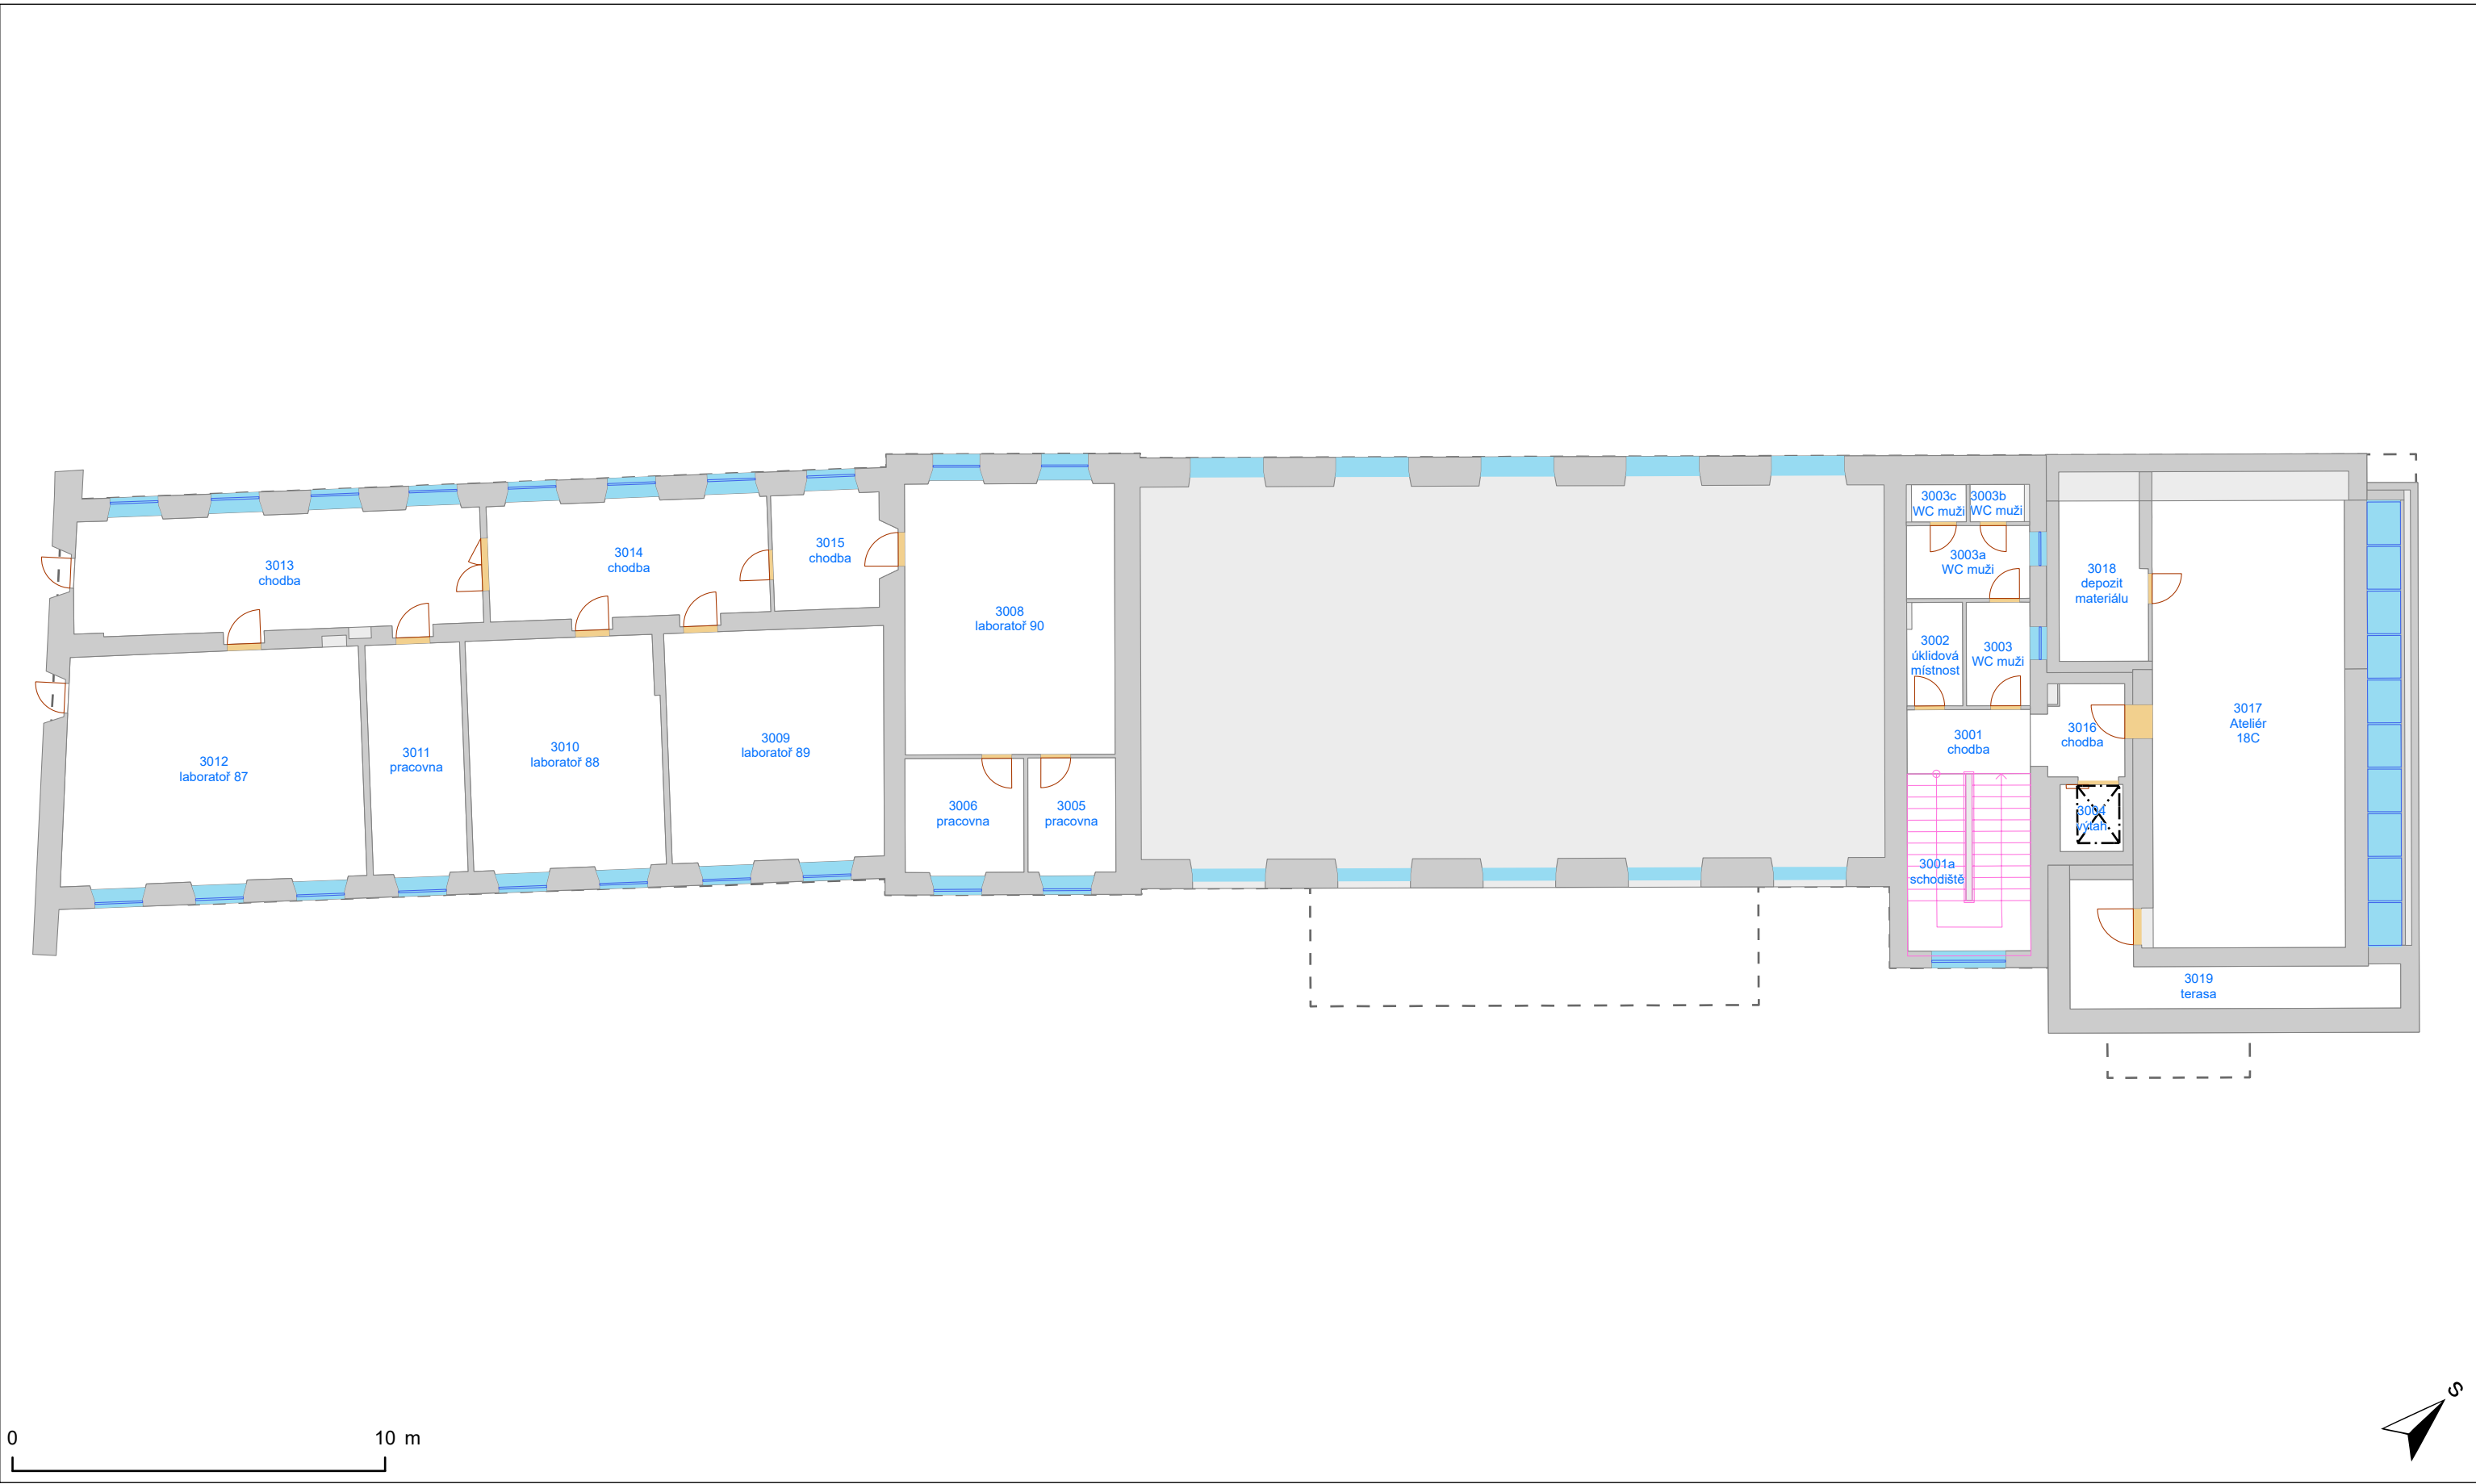 3003c
WC muži
3003b
WC muži
3015
chodba
3014
chodba
3013
chodba
3003a
WC muži
3018
depozit
materiálu
3008
laboratoř 90
3002
úklidová
místnost
3003
WC muži
3017
Ateliér
18C
3016
chodba
3001
chodba
3009
laboratoř 89
3010
laboratoř 88
3011
pracovna
3012
laboratoř 87
3006
pracovna
3005
pracovna
3004
výtah
3001a
schodiště
3019
terasa
S
0 10 m